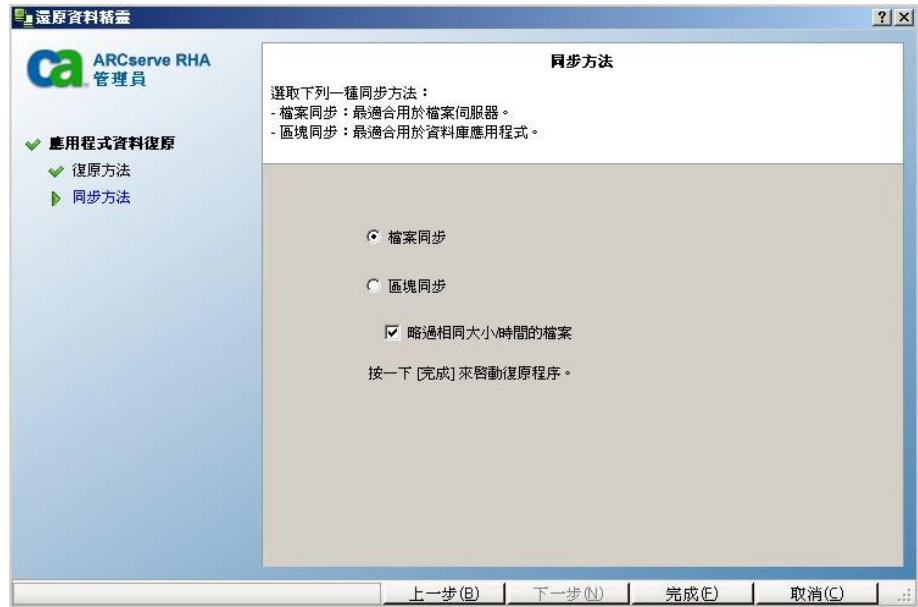 還原資料精靈
ca
ARCserve RHA
管理員
應用程式資料復原
復原方法
同步方法
同步方法
選取下列一種同步方法：
- 檔案同步：最適合用於檔案伺服器。
- 區塊同步：最適合用於資料庫應用程式。
檔案同步
區塊同步
略過相同大小/時間的檔案
按一下 [完成] 來啓動復原程序。
上一步(B) 下一步(N) 完成(F) 取消(C)